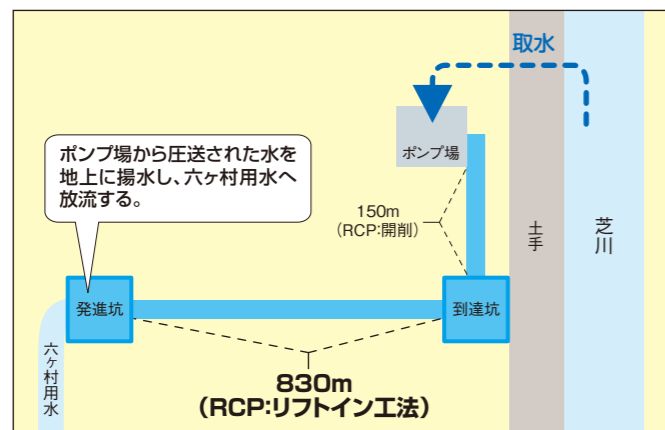 取水
ポンプ場
ポンプ場から圧送された水を
地上に揚水し、六ヶ村用水へ
放流する。
150m
(RCP:開削)
土手
芝川
発進坑
到達坑
六ヶ村用水
830m
(RCP:リフトイン工法)